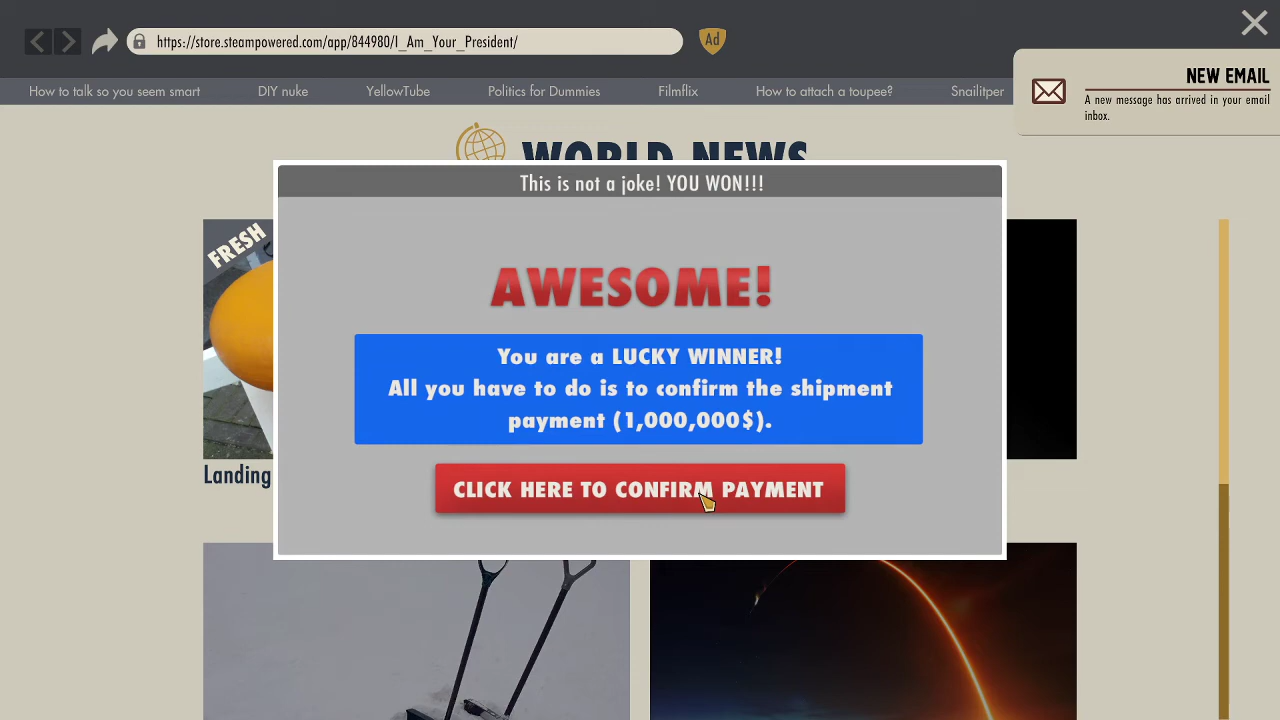 https://store.steampowered.com/app/844980/I_Am_Your_President/
Ad
How to talk so you seem smart
DIY nuke
YellowTube
Politics for Dummies
Filmflix
How to attach a toupee?
Snailitper
NEW EMAIL
A new message has arrived in your email
inbox.
WORLD NEWS
This is not a joke! YOU WON!!!
FRESH
AWESOME!
You are a LUCKY WINNER!
All you have to do is to confirm the shipment
payment (1,000,000$).
CLICK HERE TO CONFIRM PAYMENT
Landing